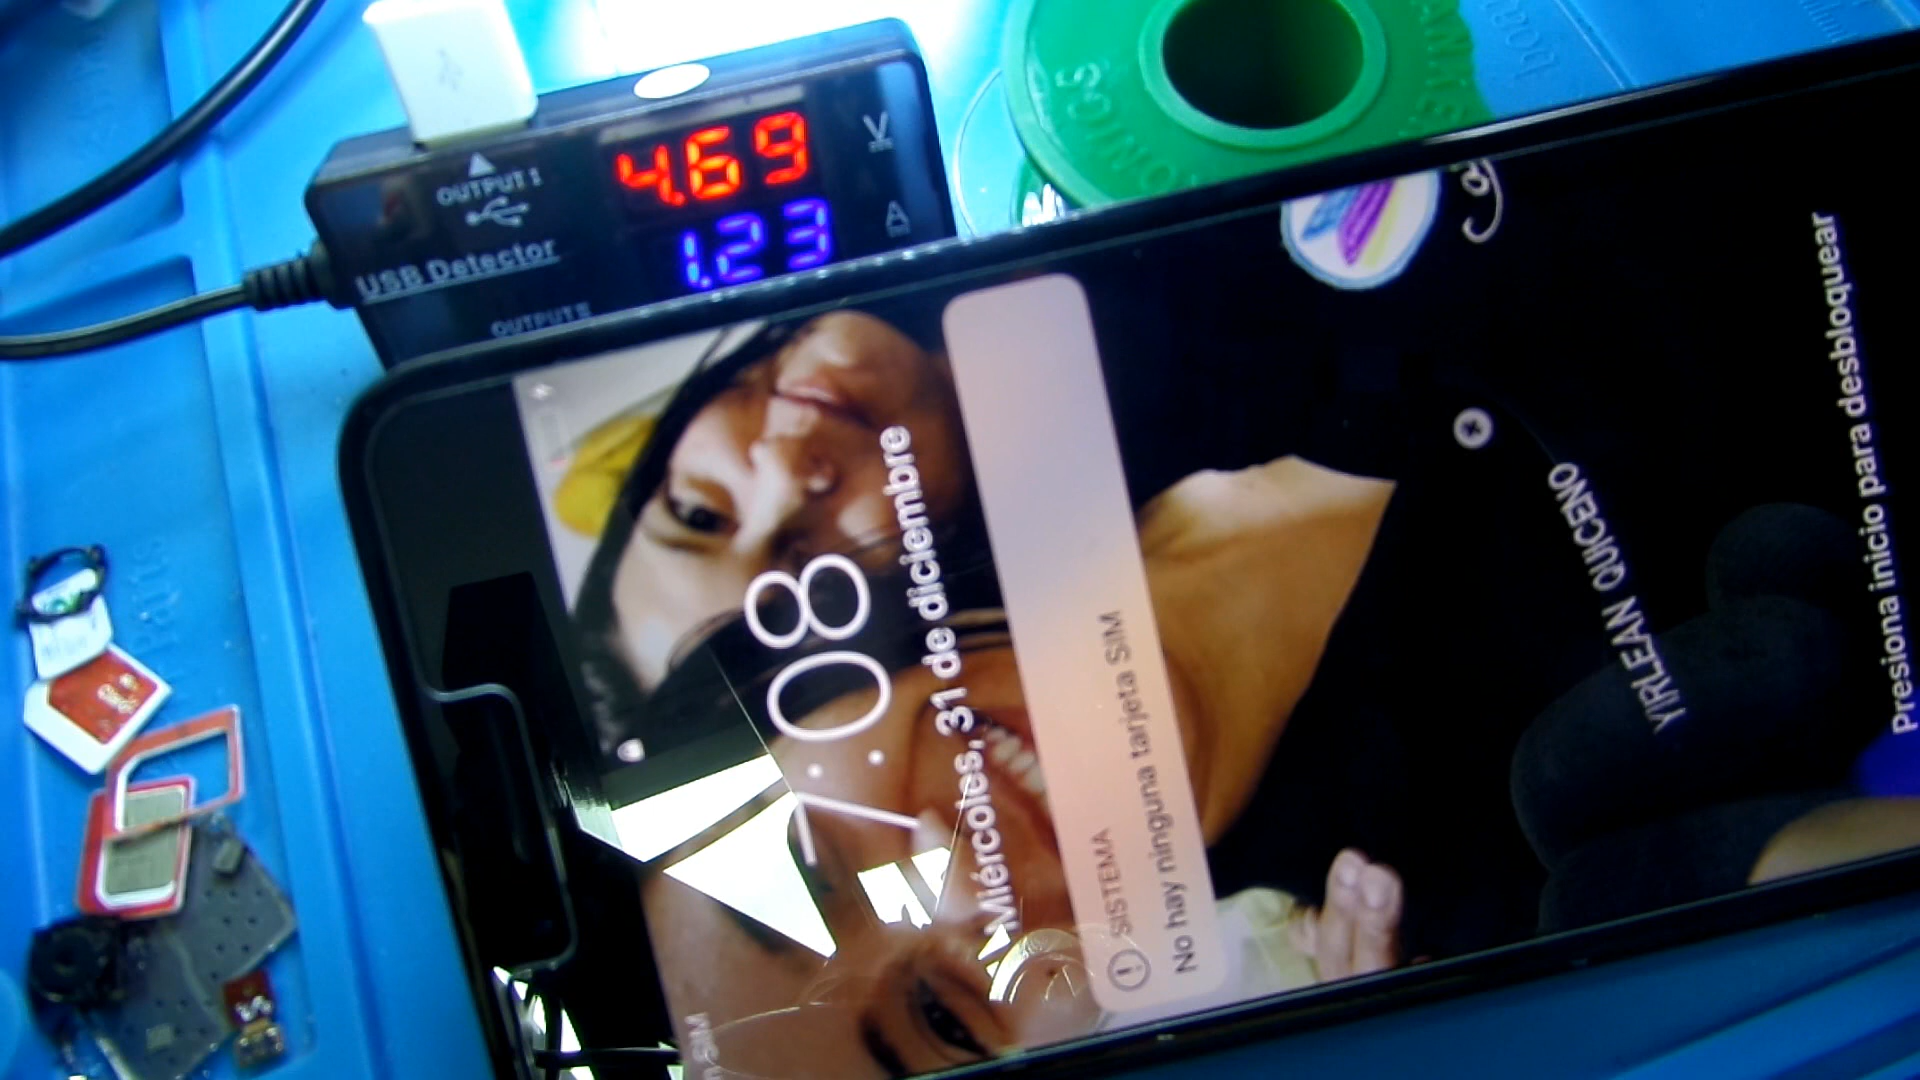 4.69 V
1.23 A
OUTPUT 1
USB Detector
OUTPUT II
7:08
Miércoles, 31 de diciembre
SISTEMA
No hay ninguna tarjeta SIM
YIRLEAN QUICENO
Presiona inicio para desbloquear